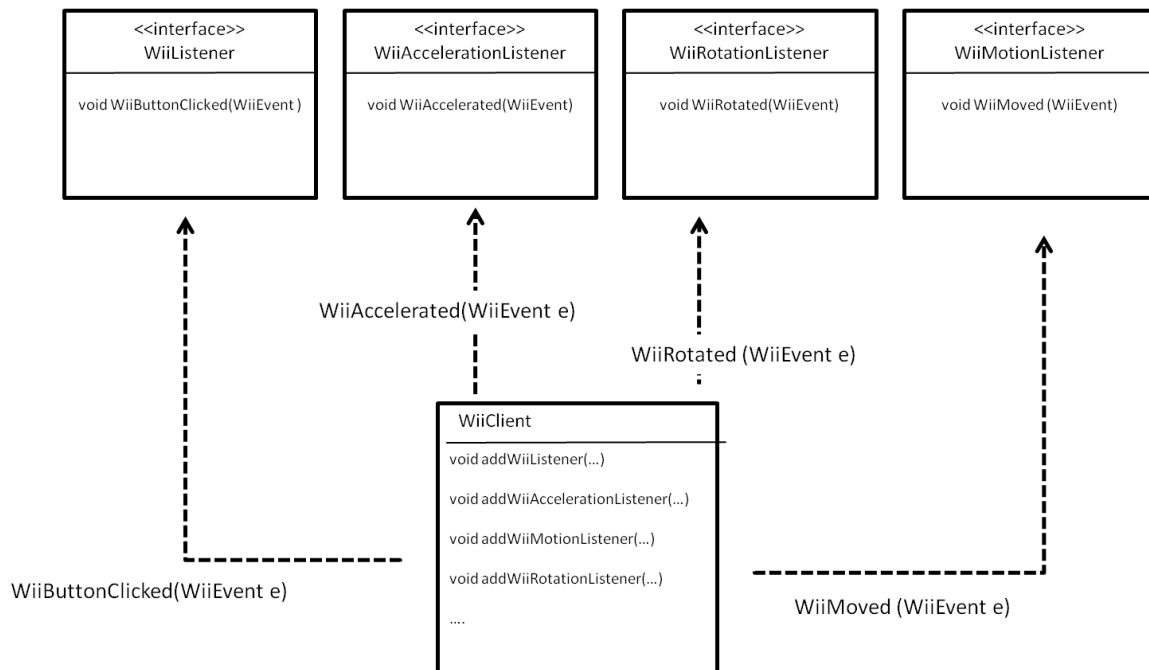 <<interface>>
WiiListener
void WiiButtonClicked(WiiEvent )
<<interface>>
WiiAccelerationListener
void WiiAccelerated(WiiEvent)
<<interface>>
WiiRotationListener
void WiiRotated(WiiEvent)
<<interface>>
WiiMotionListener
void WiiMoved (WiiEvent)
WiiAccelerated(WiiEvent e)
WiiRotated (WiiEvent e)
WiiClient
void addWiiListener(...)
void addWiiAccelerationListener(...)
void addWiiMotionListener(...)
void addWiiRotationListener(...)
....
WiiButtonClicked(WiiEvent e)
WiiMoved (WiiEvent e)